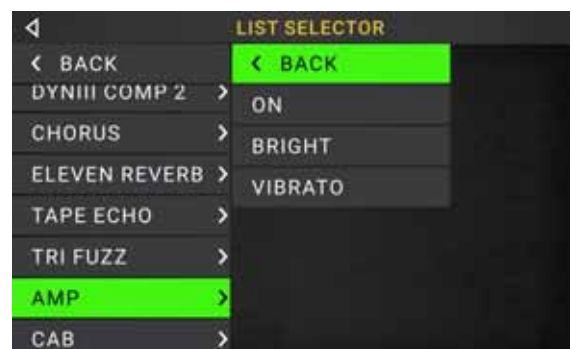 LIST SELECTOR
< BACK
DYNIII COMP 2 >
CHORUS >
ELEVEN REVERB >
TAPE ECHO >
TRI FUZZ >
AMP >
CAB >
< BACK
ON
BRIGHT
VIBRATO